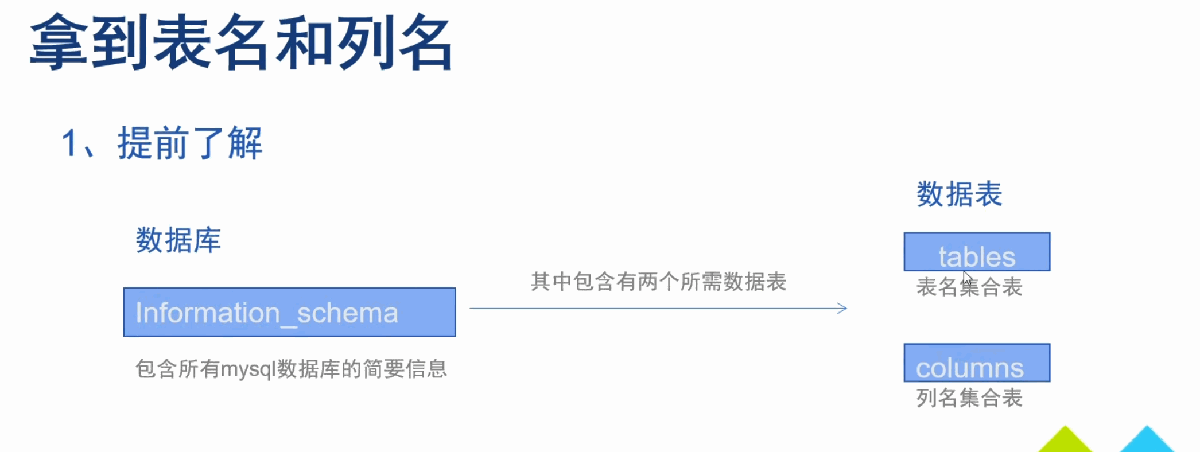 拿到表名和列名
1、提前了解
数据库
Information_schema
包含所有mysql数据库的简要信息
其中包含有两个所需数据表
数据表
tables
表名集合表
columns
列名集合表